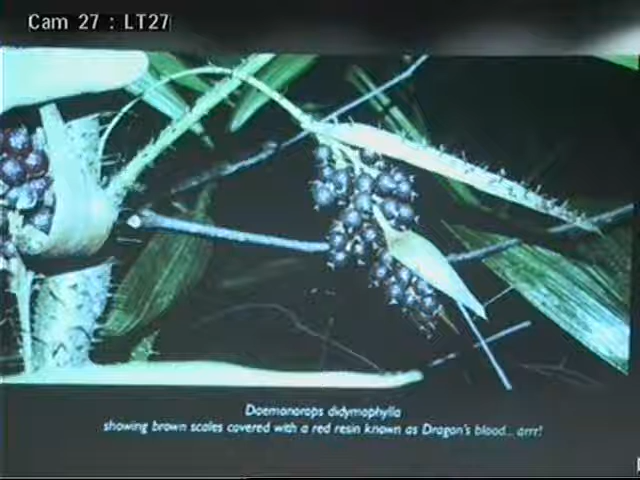 Cam 27 : LT27
Daemonorops didymophylla
showing brown scales covered with a red resin known as Dragon's blood... arrr!